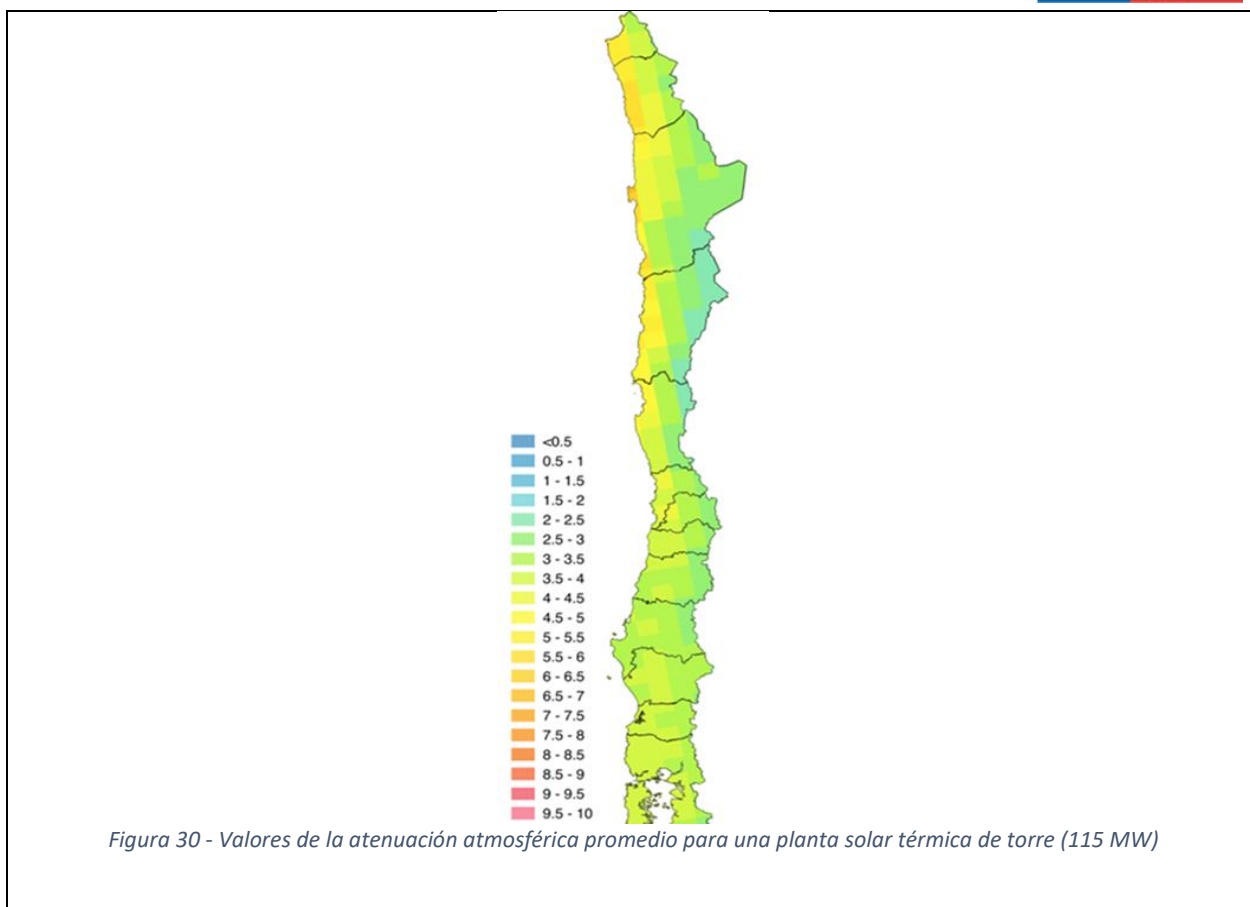 <0.5
0.5 - 1
1 - 1.5
1.5 - 2
2 - 2.5
2.5 - 3
3 - 3.5
3.5 - 4
4 - 4.5
4.5 - 5
5 - 5.5
5.5 - 6
6 - 6.5
6.5 - 7
7 - 7.5
7.5 - 8
8 - 8.5
8.5 - 9
9 - 9.5
9.5 - 10
Figura 30 - Valores de la atenuación atmosférica promedio para una planta solar térmica de torre (115 MW)